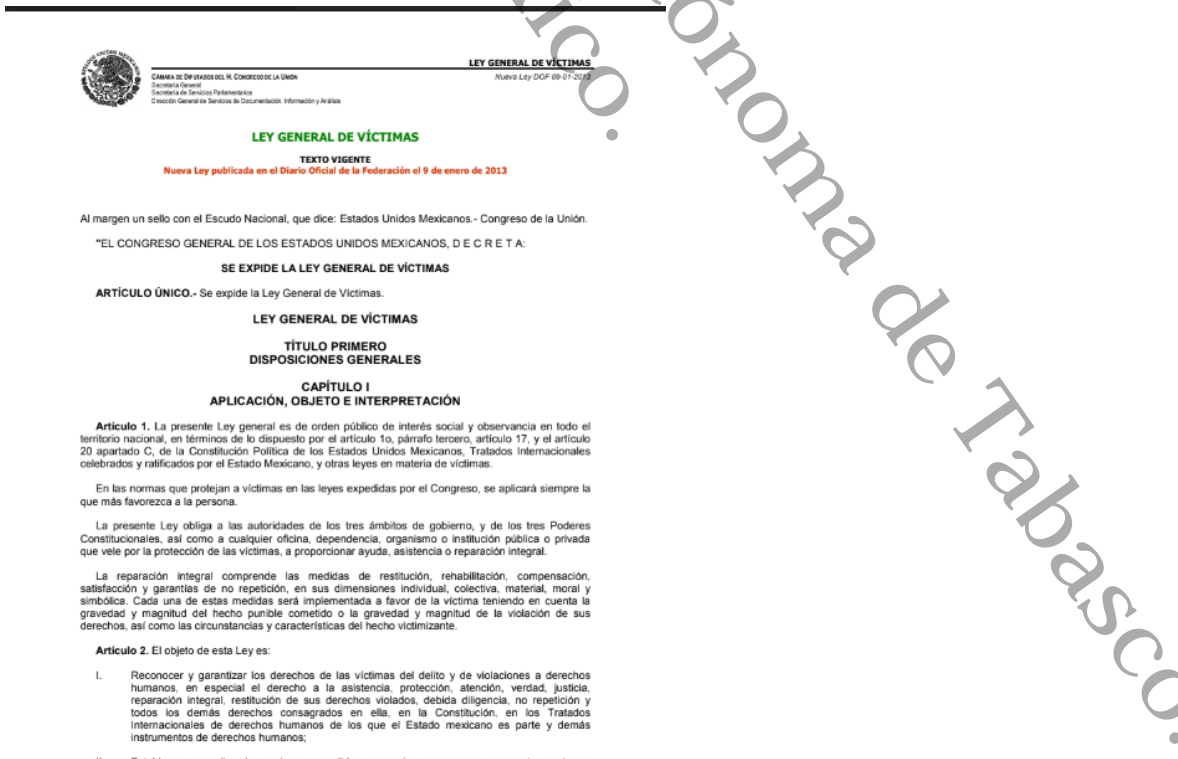 LEY GENERAL DE VÍCTIMAS
Nueva Ley DOF 09-01-2013
CÁMARA DE DIPUTADOS DEL H. CONGRESO DE LA UNIÓN
Secretaría General
Secretaría de Servicios Parlamentarios
Dirección General de Servicios de Documentación, Información y Análisis
LEY GENERAL DE VÍCTIMAS
TEXTO VIGENTE
Nueva Ley publicada en el Diario Oficial de la Federación el 9 de enero de 2013
Al margen un sello con el Escudo Nacional, que dice: Estados Unidos Mexicanos.- Congreso de la Unión.
"EL CONGRESO GENERAL DE LOS ESTADOS UNIDOS MEXICANOS, D E C R E T A:
SE EXPIDE LA LEY GENERAL DE VÍCTIMAS
ARTÍCULO ÚNICO.- Se expide la Ley General de Víctimas.
LEY GENERAL DE VÍCTIMAS
TÍTULO PRIMERO
DISPOSICIONES GENERALES
CAPÍTULO I
APLICACIÓN, OBJETO E INTERPRETACIÓN
Artículo 1. La presente Ley general es de orden público de interés social y observancia en todo el
territorio nacional, en términos de lo dispuesto por el artículo 1o, párrafo tercero, artículo 17, y el artículo
20 apartado C, de la Constitución Política de los Estados Unidos Mexicanos, Tratados Internacionales
celebrados y ratificados por el Estado Mexicano, y otras leyes en materia de víctimas.
En las normas que protejan a víctimas en las leyes expedidas por el Congreso, se aplicará siempre la
que más favorezca a la persona.
La presente Ley obliga a las autoridades de los tres ámbitos de gobierno, y de los tres Poderes
Constitucionales, así como a cualquier oficina, dependencia, organismo o institución pública o privada
que vele por la protección de las víctimas, a proporcionar ayuda, asistencia o reparación integral.
La reparación integral comprende las medidas de restitución, rehabilitación, compensación,
satisfacción y garantías de no repetición, en sus dimensiones individual, colectiva, material, moral y
simbólica. Cada una de estas medidas será implementada a favor de la víctima teniendo en cuenta la
gravedad y magnitud del hecho punible cometido o la gravedad y magnitud de la violación de sus
derechos, así como las circunstancias y características del hecho victimizante.
Artículo 2. El objeto de esta Ley es:
I. Reconocer y garantizar los derechos de las víctimas del delito y de violaciones a derechos
humanos, en especial el derecho a la asistencia, protección, atención, verdad, justicia,
reparación integral, restitución de sus derechos violados, debida diligencia, no repetición y
todos los demás derechos consagrados en ella, en la Constitución, en los Tratados
Internacionales de derechos humanos de los que el Estado mexicano es parte y demás
instrumentos de derechos humanos;
xico.
ónoma de Tabasco.